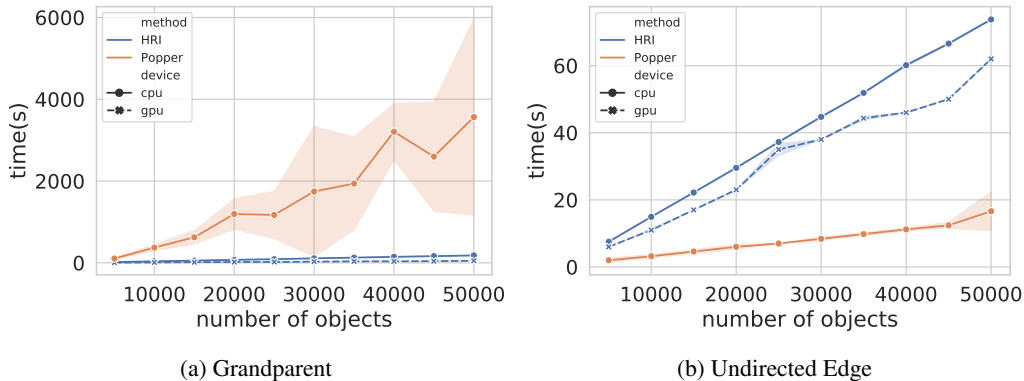 6000
4000
2000
0
time(s)
method
HRI
Popper
device
cpu
gpu
10000 20000 30000 40000 50000
number of objects
(a) Grandparent
60
40
20
0
time(s)
method
HRI
Popper
device
cpu
gpu
10000 20000 30000 40000 50000
number of objects
(b) Undirected Edge